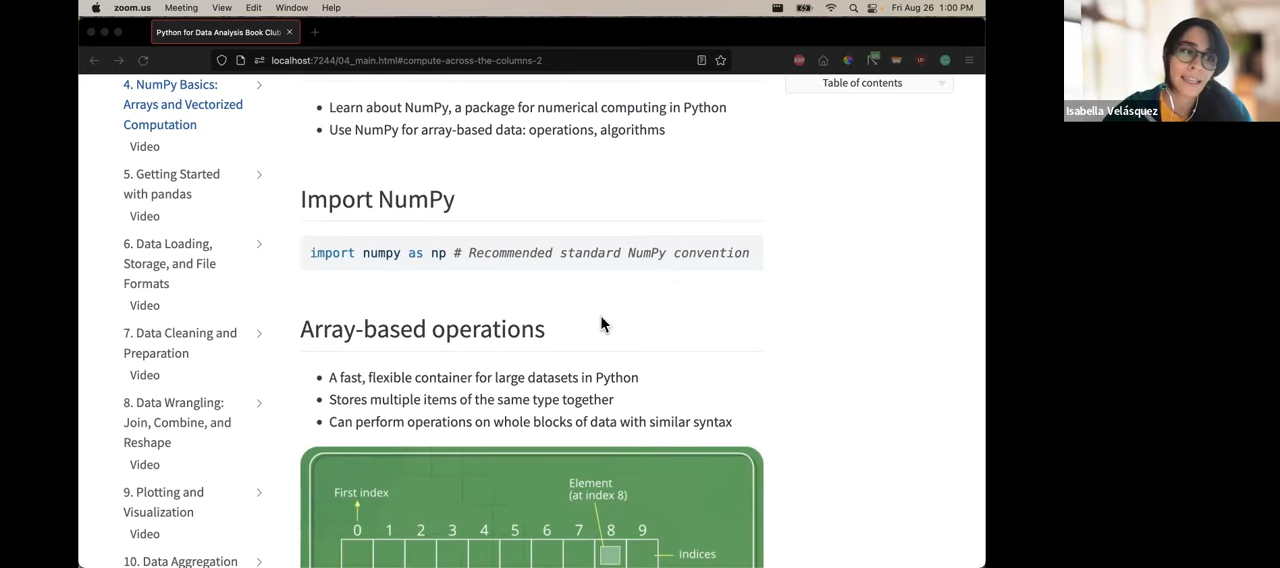 zoom.us Meeting View Edit Window Help
Fri Aug 26 1:00 PM
Python for Data Analysis Book Club
localhost:7244/04_main.html#compute-across-the-columns-2
4. NumPy Basics:
Arrays and Vectorized
Computation
Video
5. Getting Started
with pandas
Video
6. Data Loading,
Storage, and File
Formats
Video
7. Data Cleaning and
Preparation
Video
8. Data Wrangling:
Join, Combine, and
Reshape
Video
9. Plotting and
Visualization
Video
10. Data Aggregation
Learn about NumPy, a package for numerical computing in Python
Use NumPy for array-based data: operations, algorithms
Import NumPy
import numpy as np # Recommended standard NumPy convention
Array-based operations
A fast, flexible container for large datasets in Python
Stores multiple items of the same type together
Can perform operations on whole blocks of data with similar syntax
First index
Element
(at index 8)
0 1 2 3 4 5 6 7 8 9
Indices
Table of contents
Isabella Velásquez